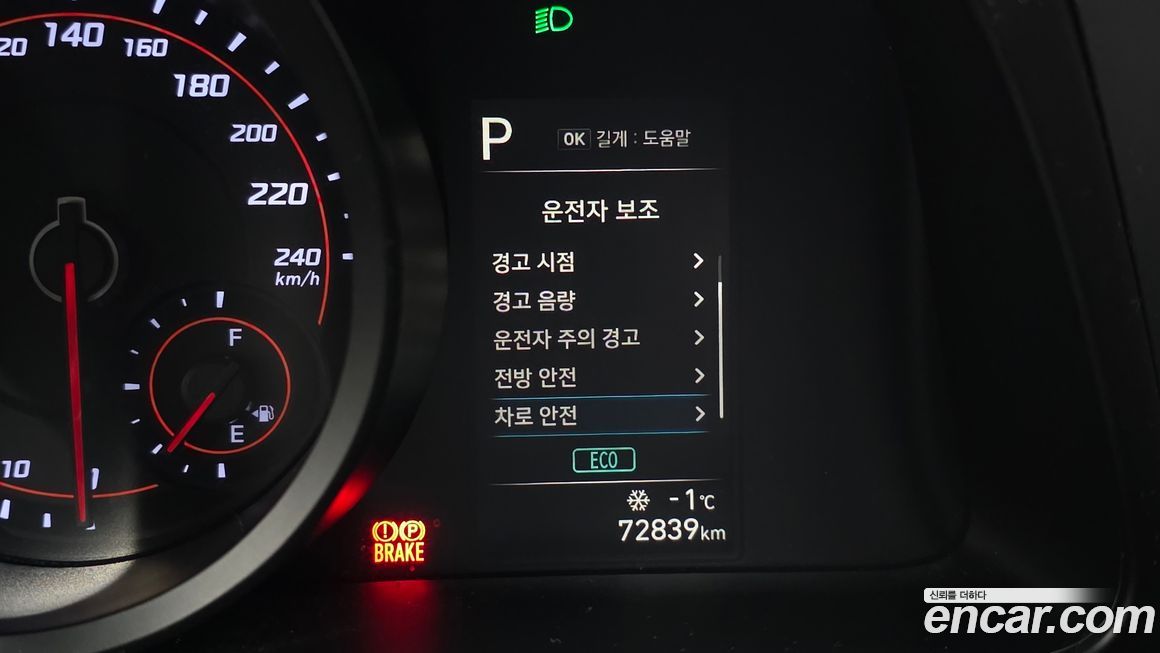 20 140 160
180
200
220
240
km/h
F
E
10 1
P OK 길게 : 도움말
운전자 보조
경고 시점
경고 음량
운전자 주의 경고
전방 안전
차로 안전
ECO
-1℃
72839km
P
BRAKE
신뢰를 더하다
encar.com